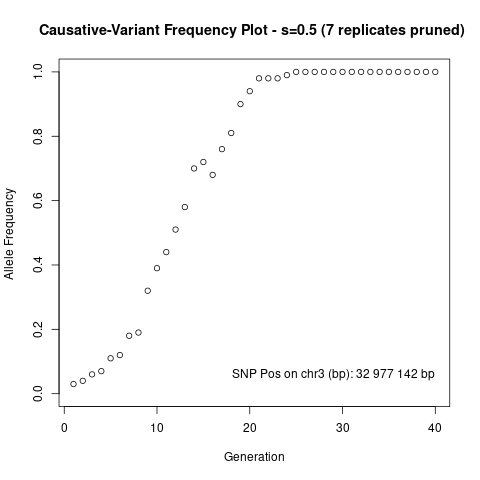 Causative-Variant Frequency Plot - s=0.5 (7 replicates pruned)
Allele Frequency
1.0
0.8
0.6
0.4
0.2
0.0
SNP Pos on chr3 (bp): 32 977 142 bp
0 10 20 30 40
Generation